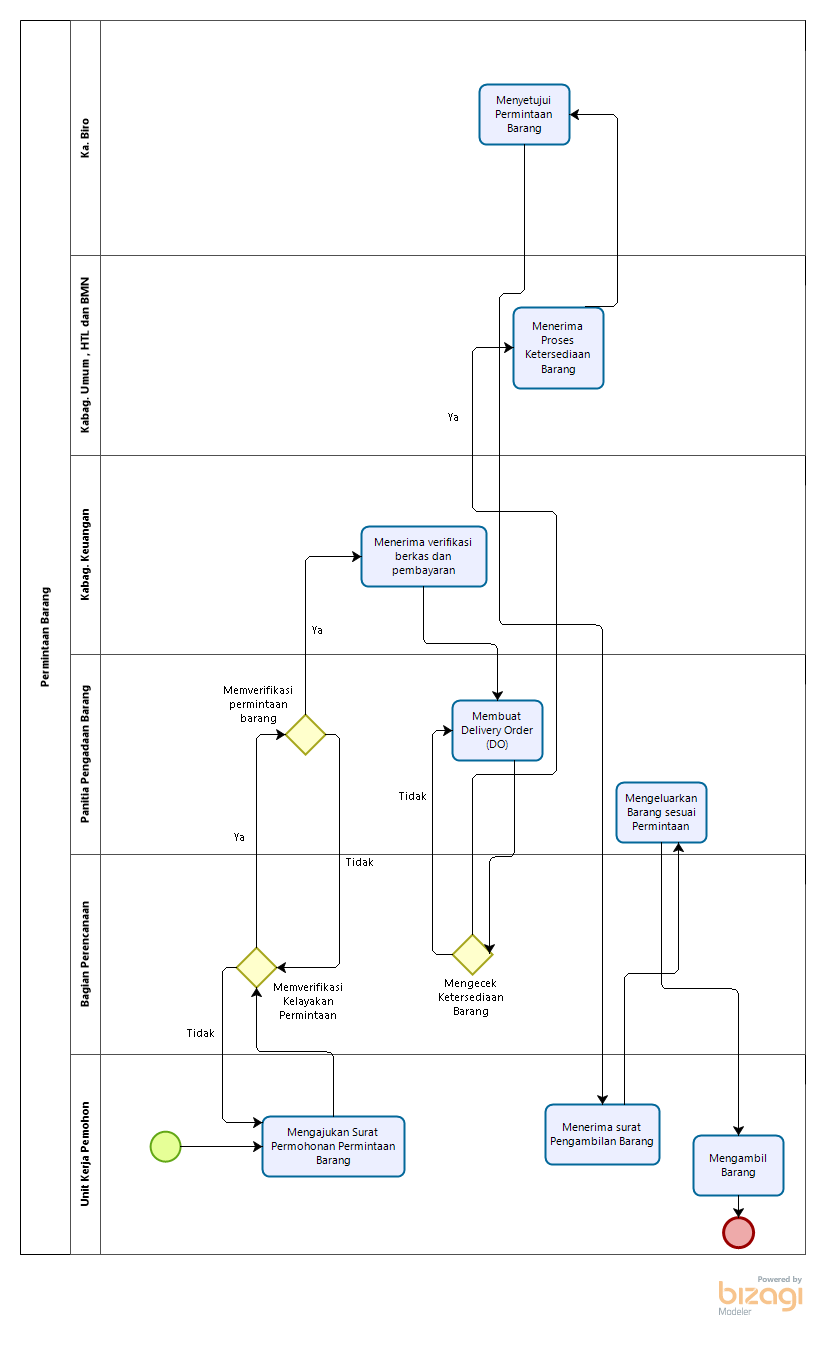 Permintaan Barang
Ka. Biro
Menyetujui
Permintaan
Barang
Kabag. Umum , HTL dan BMN
Menerima
Proses
Ketersediaan
Barang
Ya
Kabag. Keuangan
Menerima verifikasi
berkas dan
pembayaran
Ya
Panitia Pengadaan Barang
Memverifikasi
permintaan
barang
Membuat
Delivery Order
(DO)
Tidak
Mengeluarkan
Barang sesuai
Permintaan
Ya
Tidak
Bagian Perencanaan
Memverifikasi
Kelayakan
Permintaan
Mengecek
Ketersediaan
Barang
Tidak
Unit Kerja Pemohon
Mengajukan Surat
Permohonan Permintaan
Barang
Menerima surat
Pengambilan Barang
Mengambil
Barang
Powered by
bizagi
Modeler